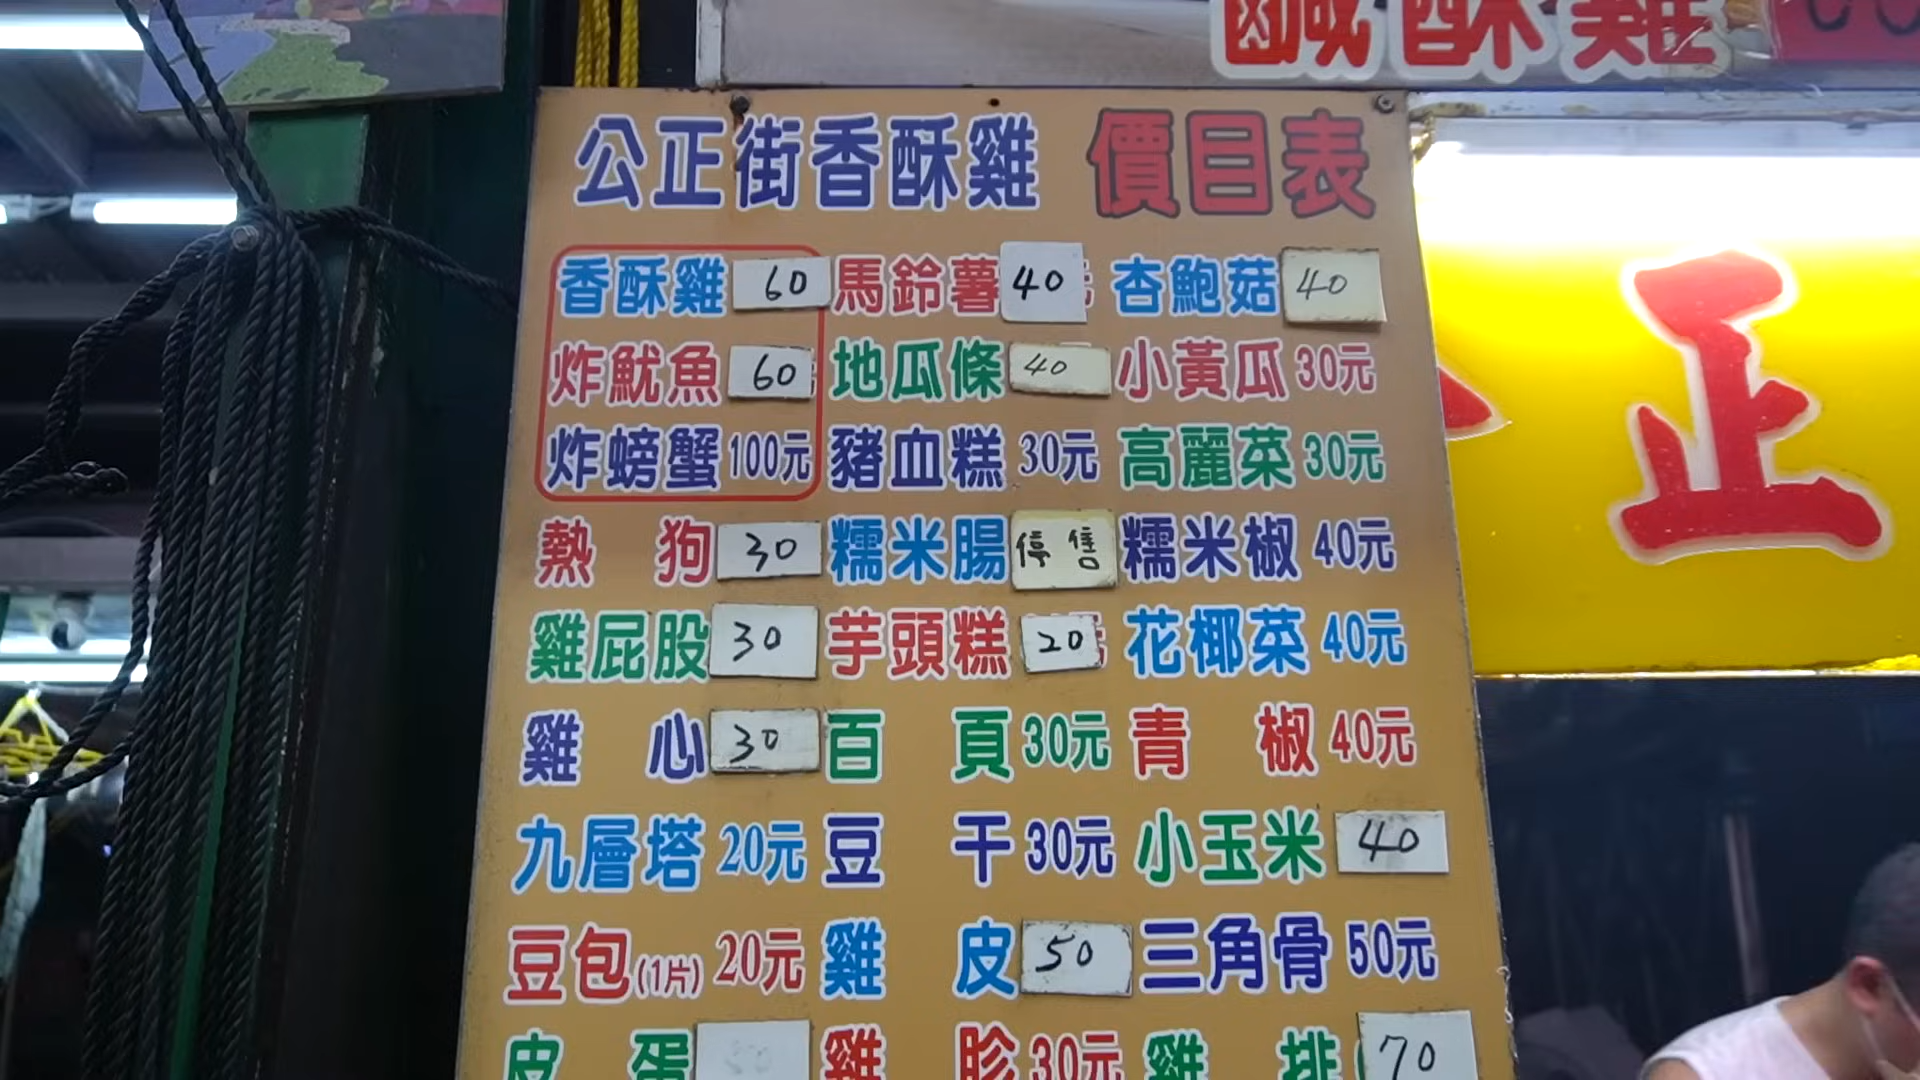 鹹酥雞
公正街香酥雞 價目表
香酥雞 60 馬鈴薯 40 杏鮑菇 40
炸魷魚 60 地瓜條 40 小黃瓜 30元
炸螃蟹 100元 豬血糕 30元 高麗菜 30元
熱狗 30 糯米腸 停售 糯米椒 40元
雞屁股 30 芋頭糕 20 花椰菜 40元
雞心 30 百頁 30元 青椒 40元
九層塔 20元 豆干 30元 小玉米 40
豆包(1片) 20元 雞皮 50 三角骨 50元
皮蛋 雞胗 30元 雞排 70
正